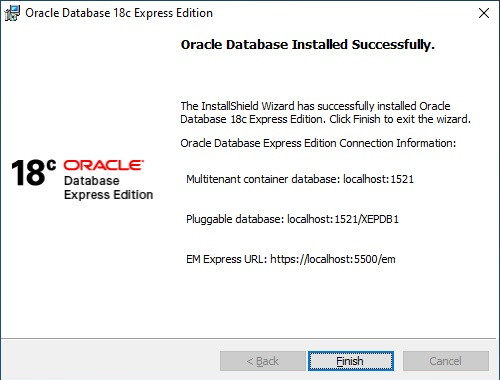 Oracle Database 18c Express Edition
Oracle Database Installed Successfully.
The InstallShield Wizard has successfully installed Oracle
Database 18c Express Edition. Click Finish to exit the wizard.
Oracle Database Express Edition Connection Information:
18c ORACLE
Database
Express Edition
Multitenant container database: localhost:1521
Pluggable database: localhost:1521/XEPDB1
EM Express URL: https://localhost:5500/em
< Back Finish Cancel